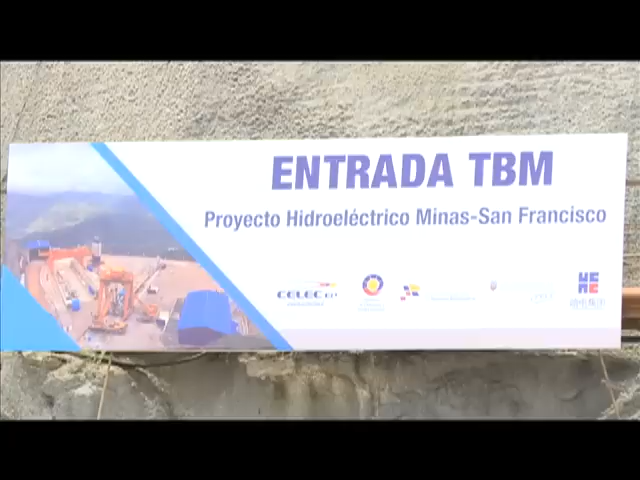 ENTRADA TBM
Proyecto Hidroeléctrico Minas-San Francisco
CELEC EP